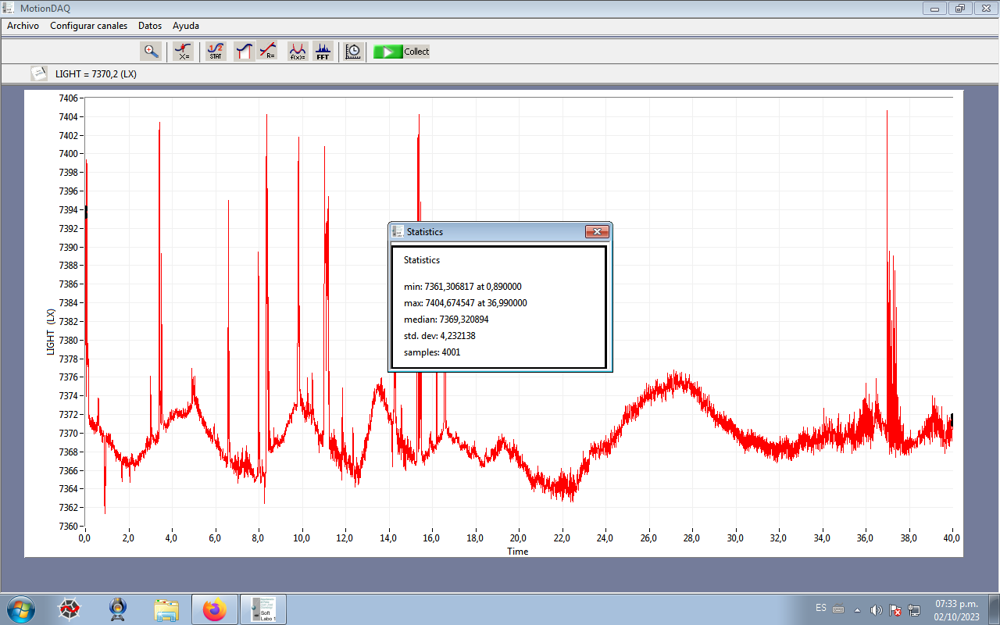 MotionDAQ
Archivo Configurar canales Datos Ayuda
X= STAT R= f(x)= FFT Collect
LIGHT = 7370,2 (LX)
7406
7404
7402
7400
7398
7396
7394
7392
7390
7388
7386
7384
7382
7380
7378
7376
7374
7372
7370
7368
7366
7364
7362
7360
LIGHT (LX)
0,0 2,0 4,0 6,0 8,0 10,0 12,0 14,0 16,0 18,0 20,0 22,0 24,0 26,0 28,0 30,0 32,0 34,0 36,0 38,0 40,0
Time
Statistics
Statistics
min: 7361,306817 at 0,890000
max: 7404,674547 at 36,990000
median: 7369,320894
std. dev: 4,232138
samples: 4001
Soft
Labo 1
ES
07:33 p.m.
02/10/2023